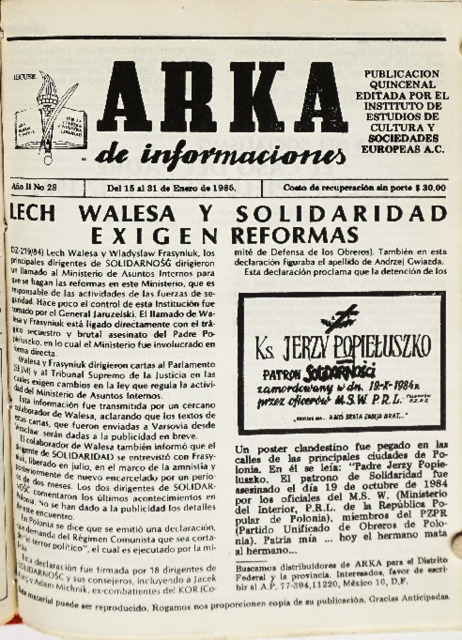 IECUSE
ARKA
de informaciones
PUBLICACION
QUINCENAL
EDITADA POR EL
INSTITUTO DE
ESTUDIOS DE
CULTURA Y
SOCIEDADES
EUROPEAS A.C.
Año II No 28
Del 15 al 31 de Enero de 1985.
Costo de recuperación sin porte $ 30,00
LECH WALESA Y SOLIDARIDAD
EXIGEN REFORMAS
DZ-219/84) Lech Walesa y Wladyslaw Frasyniuk, los
principales dirigentes de SOLIDARNOŚĆ dirigieron
un llamado al Ministerio de Asuntos Internos para
que se hagan las reformas en este Ministerio, que es
responsable de las actividades de las fuerzas de se-
guridad. Hace poco el control de esta Institución fue
tomado por el General Jaruzelski. El llamado de Wa-
lesa y Frasyniuk está ligado directamente con el trá-
gico secuestro y brutal asesinato del Padre Po-
pieluszko, en lo cual el Ministerio fue involucrado en
forma directa.
Walesa y Frasyniuk dirigieron cartas al Parlamento
(SEJM) y al Tribunal Supremo de la Justicia en las
cuales exigen cambios en la ley que regula la activi-
dad del Ministerio de Asuntos Internos.
Esta información fue transmitida por un cercano
colaborador de Walesa, aclarando que los textos de
estas cartas, que fueron enviadas a Varsovia desde
serán dadas a la publicidad en breve.
El colaborador de Walesa también informó que el
dirigente de SOLIDARIDAD se entrevistó con Frasy-
niuk, liberado en julio, en el marco de la amnistía y
posteriormente de nuevo encarcelado por un perio-
do de dos meses. Los dos dirigentes de SOLIDAR-
NOŚĆ comentaron los últimos acontecimientos en
Polonia. No se han dado a la publicidad los detalles
de este encuentro.
En Polonia se dice que se emitió una declaración,
que demanda del Régimen Comunista que sea corta-
do el terror político", el cual es ejecutado por la mi-
Esta declaración fue firmada por 18 dirigentes de
SOLIDARNOŚĆ y sus consejeros, incluyendo a Jacek
Kuroń y Adam Michnik, ex-combatientes del KOR (Co-
mité de Defensa de los Obreros). También en esta
declaración figuraba el apellido de Andrzej Gwiazda.
Esta declaración proclama que la detención de los
Ks. JERZY POPIEŁUSZKO
PATRON SOLIDARNOŚCI
zamordowany w dn. 19-X-1984r.
przez oficerów M.S.W. P.R.L.
BRATA ZABIJA BRAT...
Un poster clandestino fue pegado en las
calles de las principales ciudades de Po-
lonia. En él se leía: "Padre Jerzy Popie-
luszko. El patrono de Solidaridad fue
asesinado el día 19 de octubre de 1984
por los oficiales del M.S. W. (Ministerio
del Interior, P.R.L. de la República Po-
pular de Polonia), miembros del PZPR
(Partido Unificado de Obreros de Polo-
nia). Patria mía ... hoy el hermano mata
al hermano...
Buscamos distribuidores de ARKA para el Distrito
Federal y la provincia. Interesados, favor de escri-
bir al A.P. 77-394,11220, México 10, D.F.
Este material puede ser reproducido. Rogamos nos proporcionen copia de su publicación, Gracias Anticipadas.